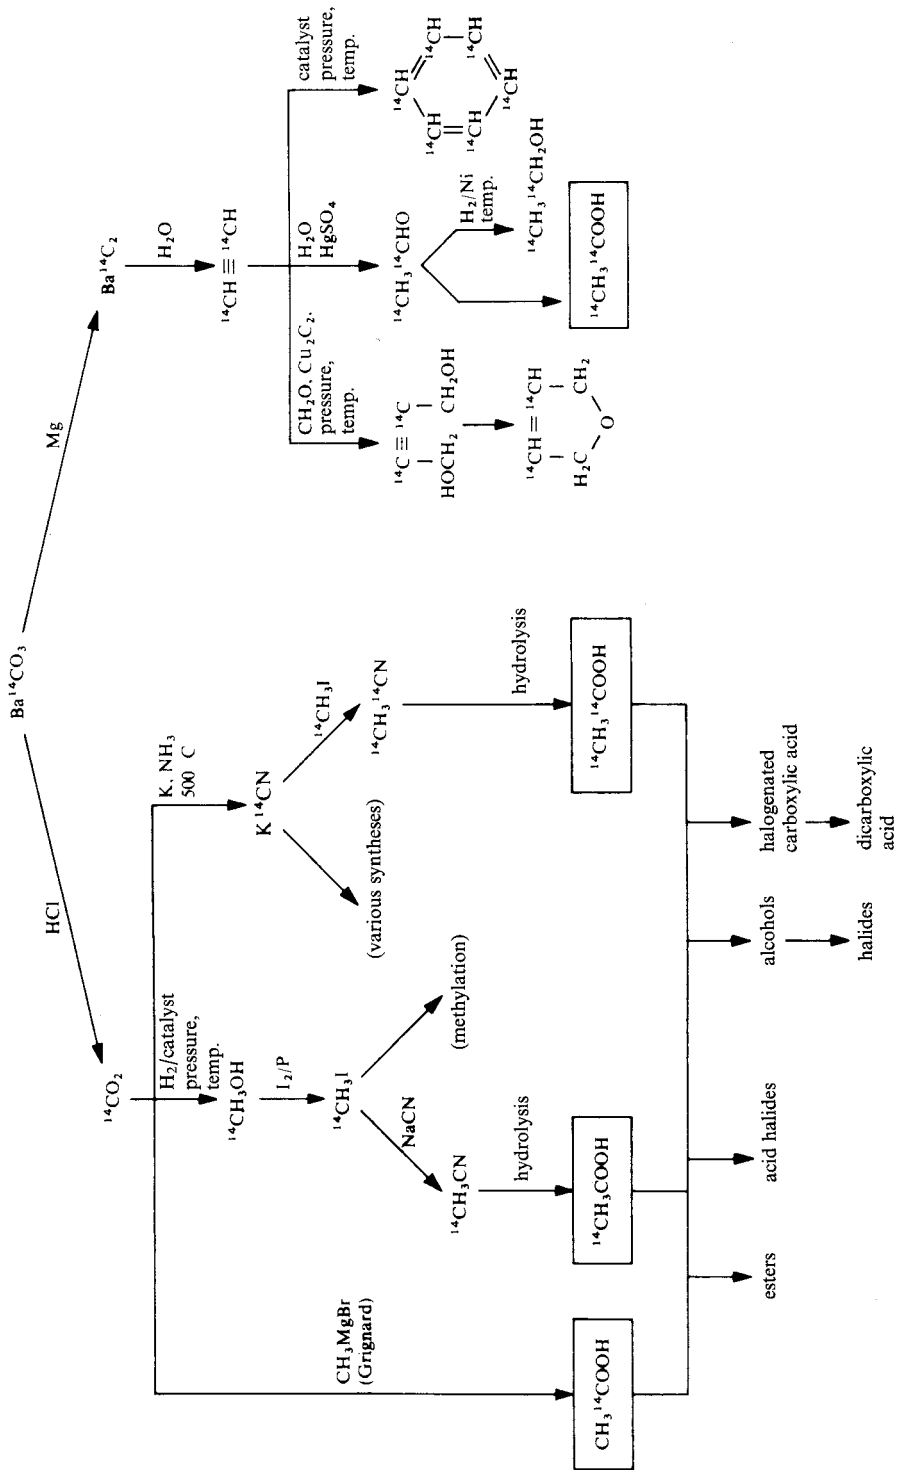 Ba¹⁴CO₃
HCl
Mg
¹⁴CO₂
Ba¹⁴C₂
H₂O
¹⁴CH ≡ ¹⁴CH
CH₃MgBr
(Grignard)
H₂/catalyst
pressure,
temp.
K, NH₃
500 C
¹⁴CH₃OH
I₂/P
¹⁴CH₃I
NaCN
(methylation)
¹⁴CH₃CN
hydrolysis
K¹⁴CN
(various syntheses)
¹⁴CH₃I
¹⁴CH₃¹⁴CN
hydrolysis
CH₃¹⁴COOH
¹⁴CH₃COOH
¹⁴CH₃¹⁴COOH
esters
acid halides
alcohols
halides
halogenated
carboxylic acid
dicarboxylic
acid
CH₂O, Cu₂C₂,
pressure,
temp.
¹⁴C ≡ ¹⁴C
HOCH₂ CH₂OH
¹⁴CH = ¹⁴CH
H₂C CH₂
O
H₂O
HgSO₄
¹⁴CH₃¹⁴CHO
H₂/Ni
temp.
¹⁴CH₃¹⁴CH₂OH
¹⁴CH₃¹⁴COOH
catalyst
pressure,
temp.
¹⁴CH
¹⁴CH ¹⁴CH
¹⁴CH ¹⁴CH
¹⁴CH